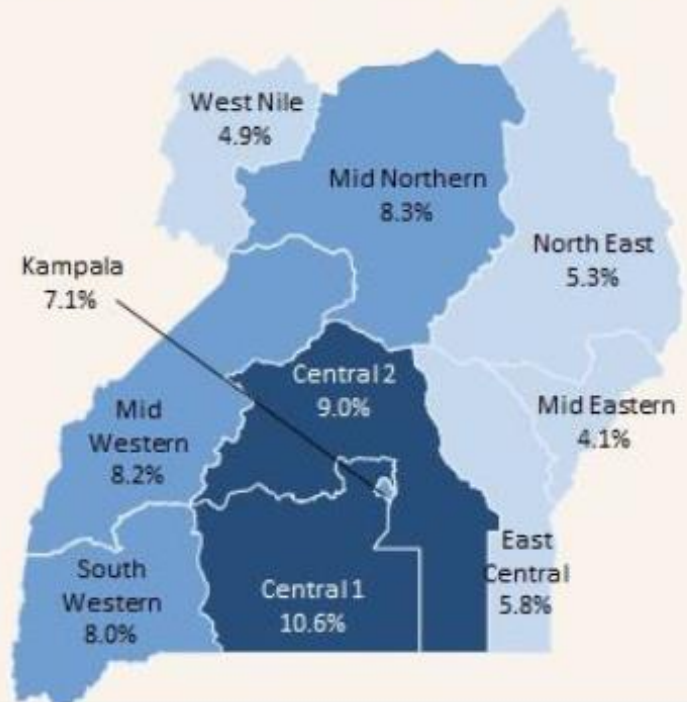 West Nile
4.9%
Mid Northern
8.3%
North East
5.3%
Kampala
7.1%
Central 2
9.0%
Mid Eastern
4.1%
Mid
Western
8.2%
East
Central
5.8%
South
Western
8.0%
Central 1
10.6%